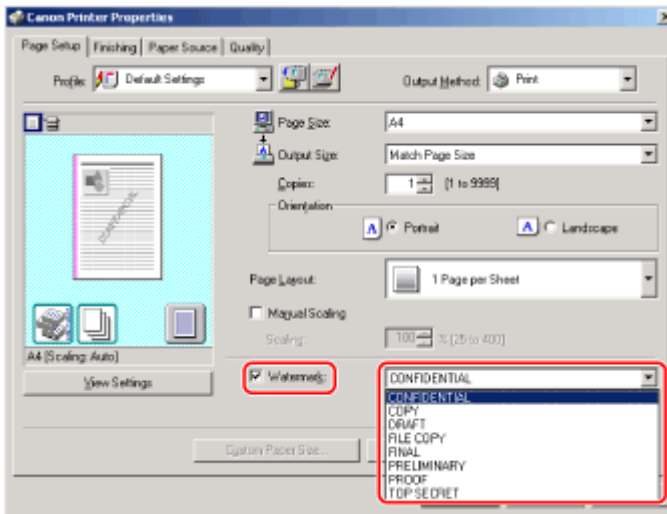 Canon Printer Properties
Page Setup Finishing Paper Source Quality
Profile: Default Settings Output Method: Print
Page Size: A4
Output Size: Match Page Size
Copies: 1 [1 to 9999]
Orientation
A Portrait A Landscape
Page Layout: 1 Page per Sheet
Manual Scaling
Scaling: 100 % [25 to 400]
CONFIDENTIAL
A4 (Scaling: Auto)
View Settings
Watermark: CONFIDENTIAL
CONFIDENTIAL
COPY
DRAFT
FILE COPY
FINAL
PRELIMINARY
PROOF
TOP SECRET
Custom Paper Size...